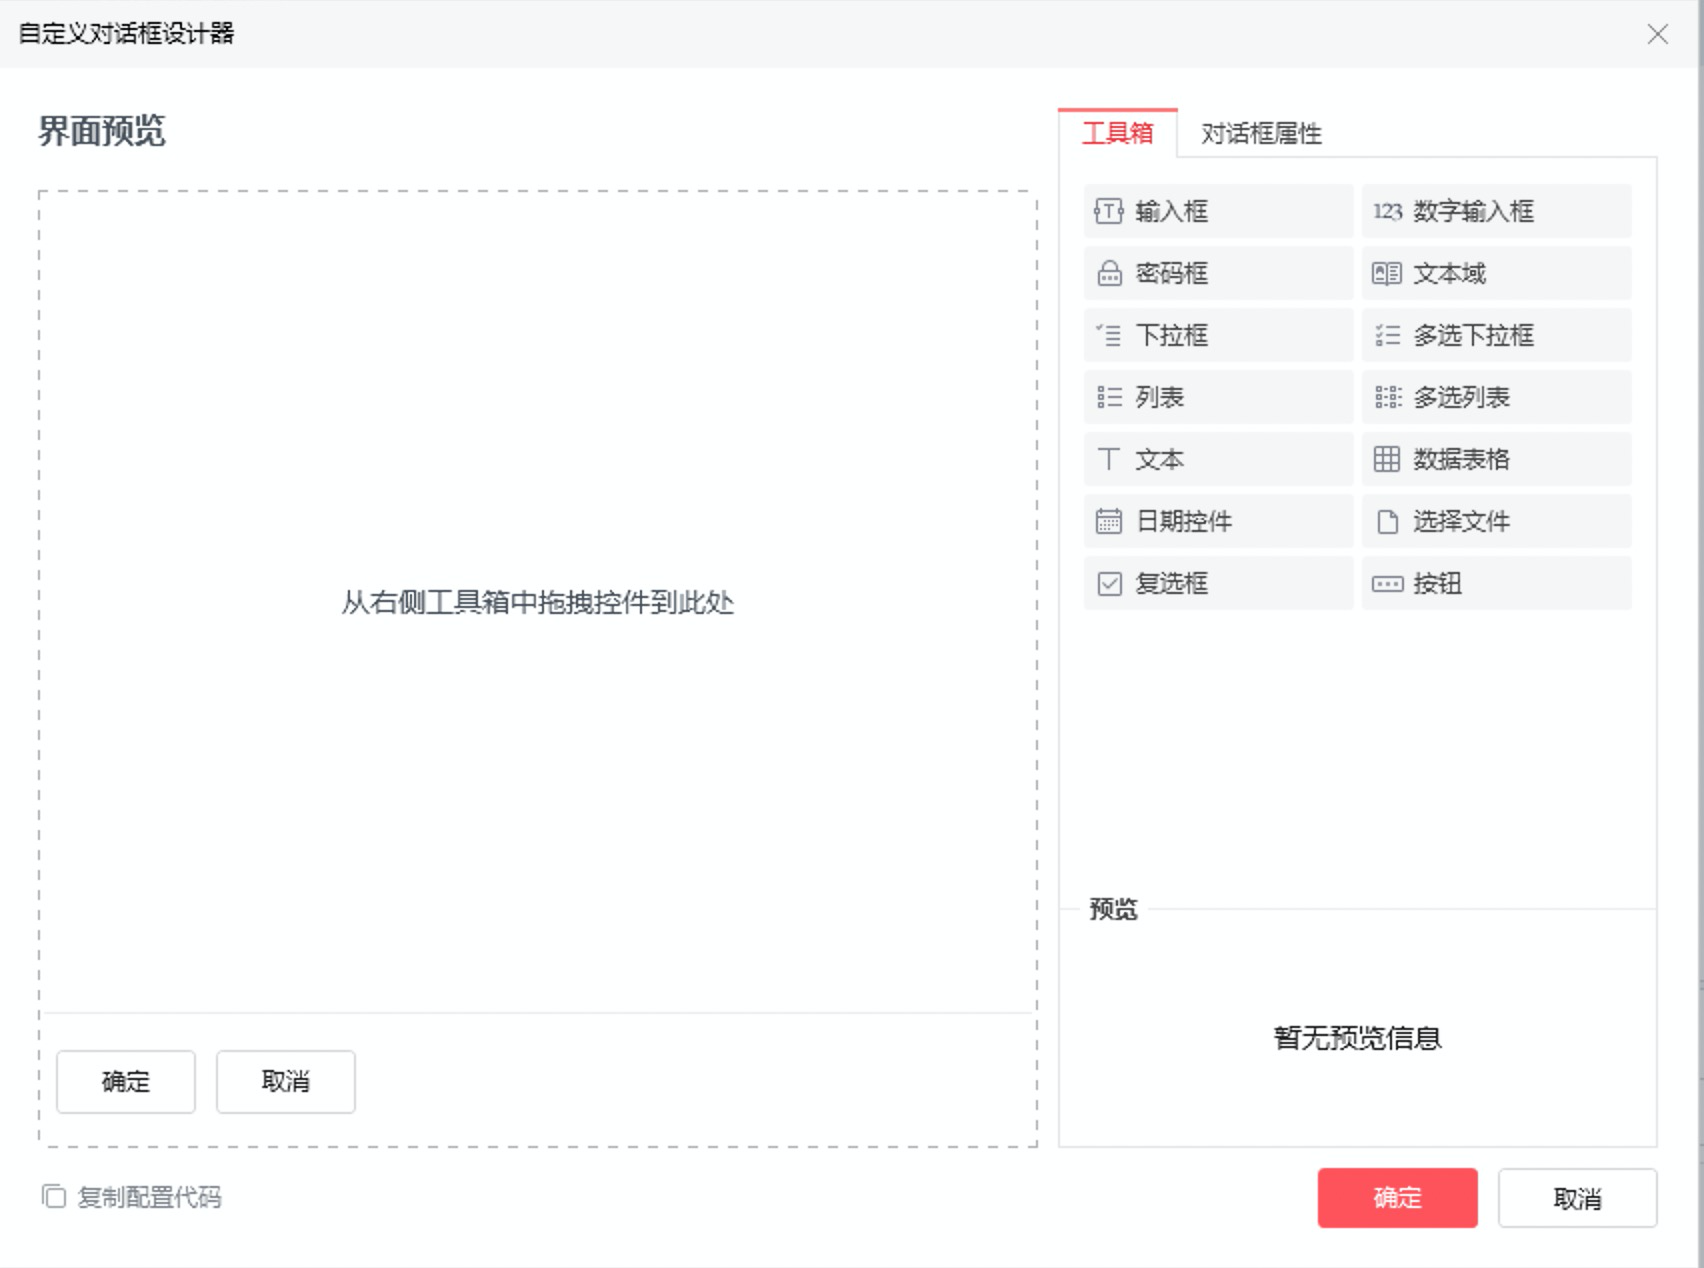 自定义对话框设计器
界面预览
工具箱 对话框属性
输入框 123 数字输入框
密码框 文本域
下拉框 多选下拉框
列表 多选列表
文本 数据表格
日期控件 选择文件
复选框 按钮
从右侧工具箱中拖拽控件到此处
预览
暂无预览信息
确定 取消
复制配置代码
确定 取消